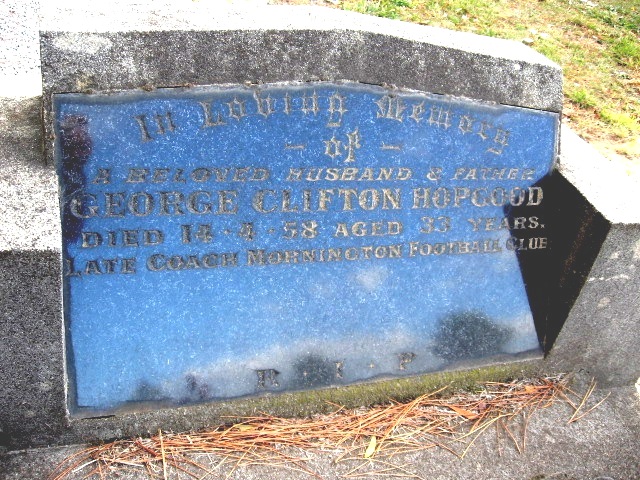 In Loving Memory
- of -
A BELOVED HUSBAND & FATHER
GEORGE CLIFTON HOPGOOD
DIED 14-4-58 AGED 33 YEARS.
LATE COACH MORNINGTON FOOTBALL CLUB
R · I · P